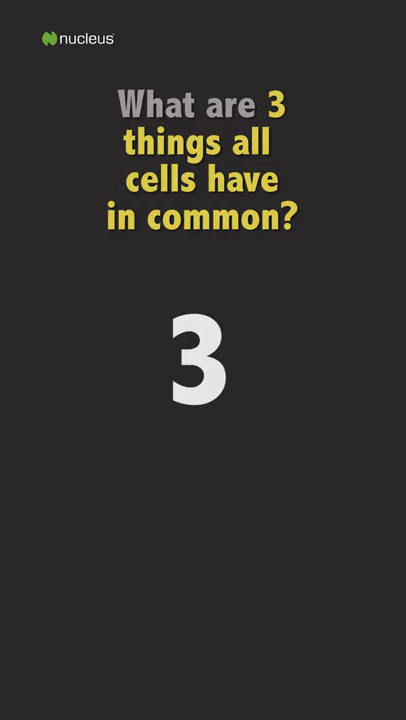 nucleus
What are 3
things all
cells have
in common?
3